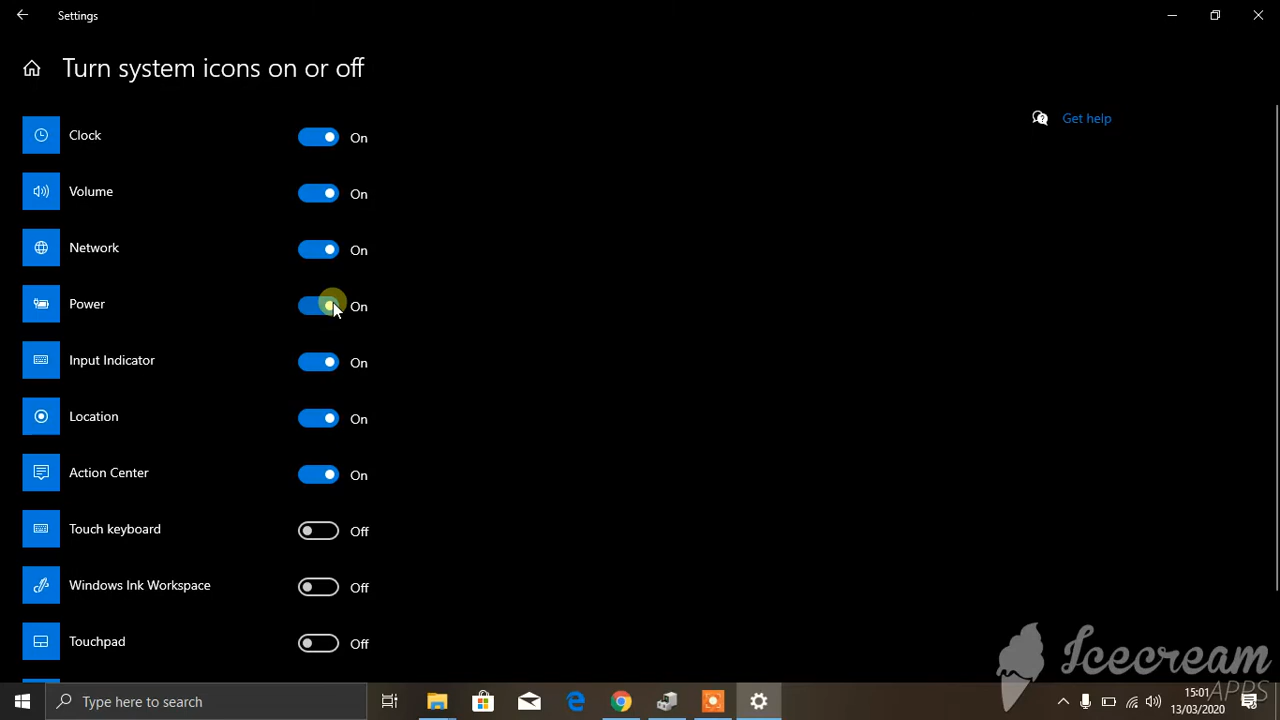 Settings
Turn system icons on or off
Clock On
Get help
Volume On
Network On
Power On
Input Indicator On
Location On
Action Center On
Touch keyboard Off
Windows Ink Workspace Off
Touchpad Off
Icecream
APPS
Type here to search
15:01
13/03/2020